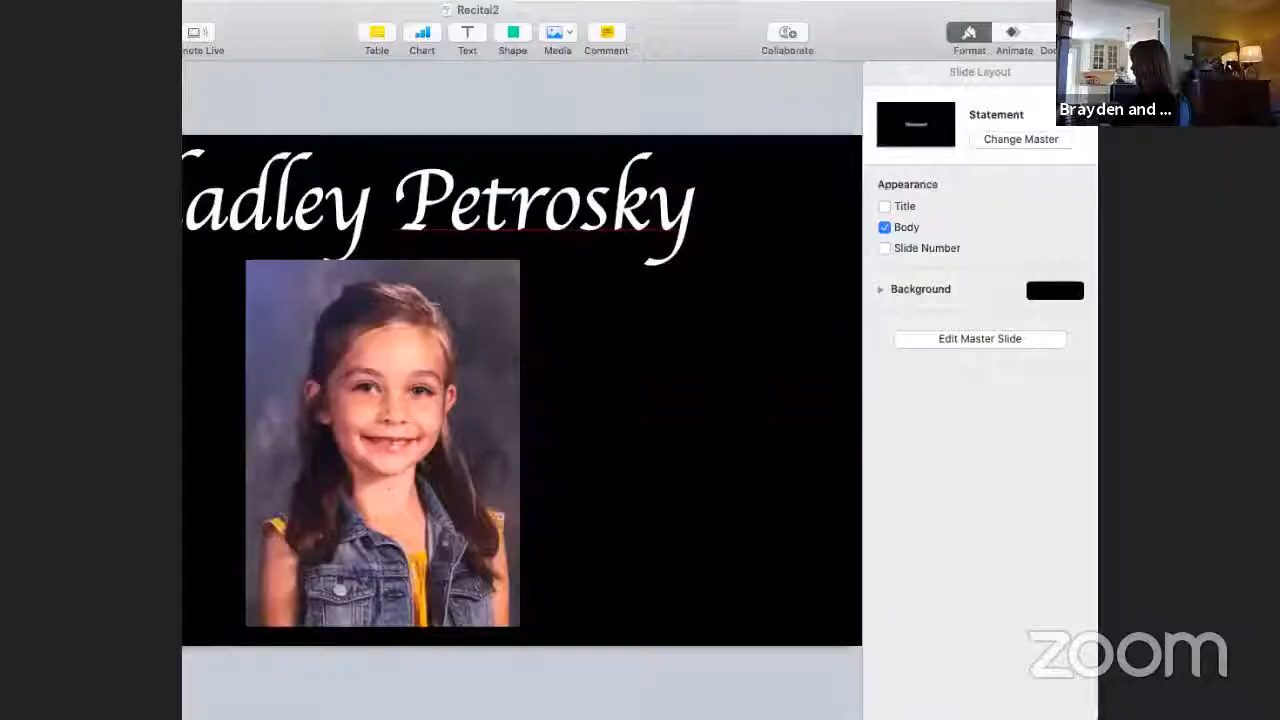 Recital2
note Live
Table
Chart
Text
Shape
Media
Comment
Collaborate
Format
Animate
Doc
Slide Layout
Brayden and ...
Statement
Change Master
Appearance
Title
Body
Slide Number
Background
Edit Master Slide
adley Petrosky
zoom